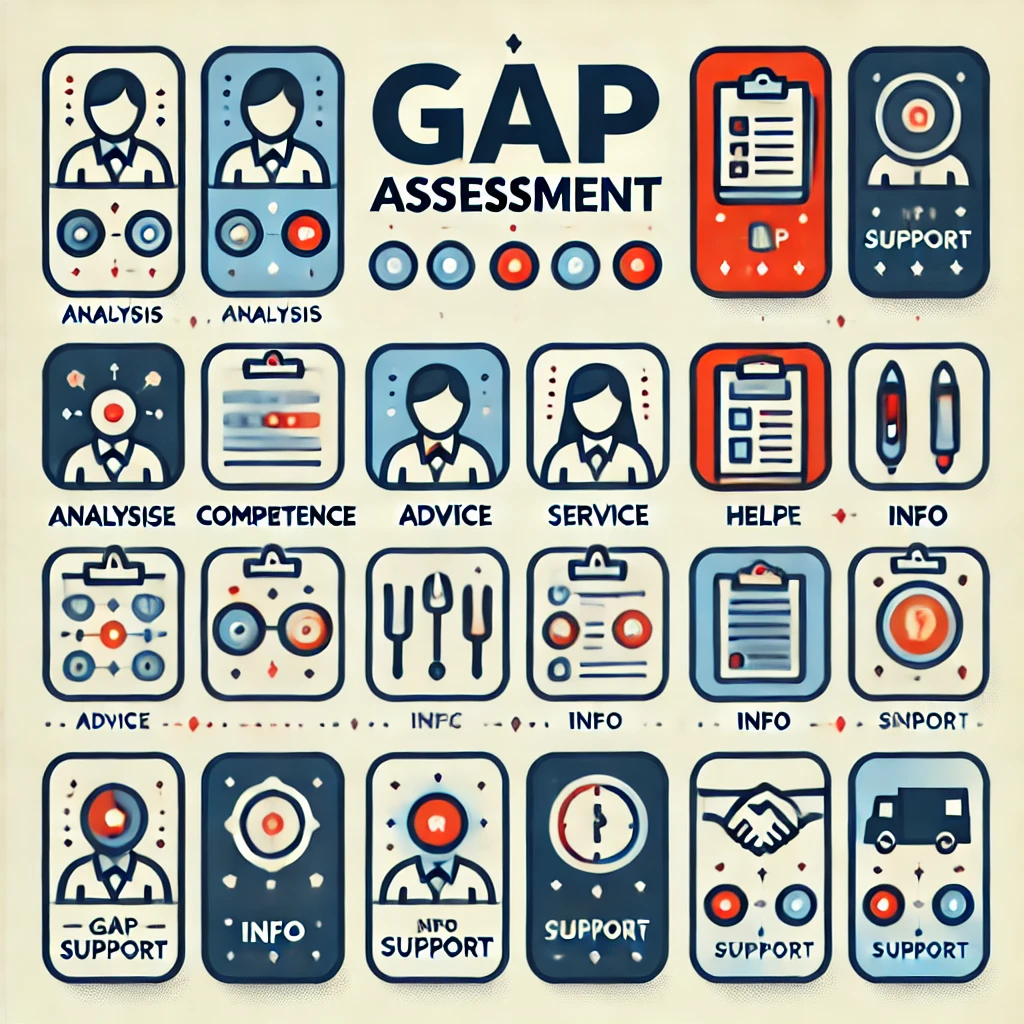 GAP
ASSESSMENT
P
SUPPORT
ANALYSIS ANALYSIS
ANALYSISE COMPETENCE ADVICE SERVICE HELPE INFO
ADVICE INFC INFO INFO SINPORT
GAP
SUPPORT
INFO
SUPPORT
SUPPORT
SUPPORT
SUPPORT